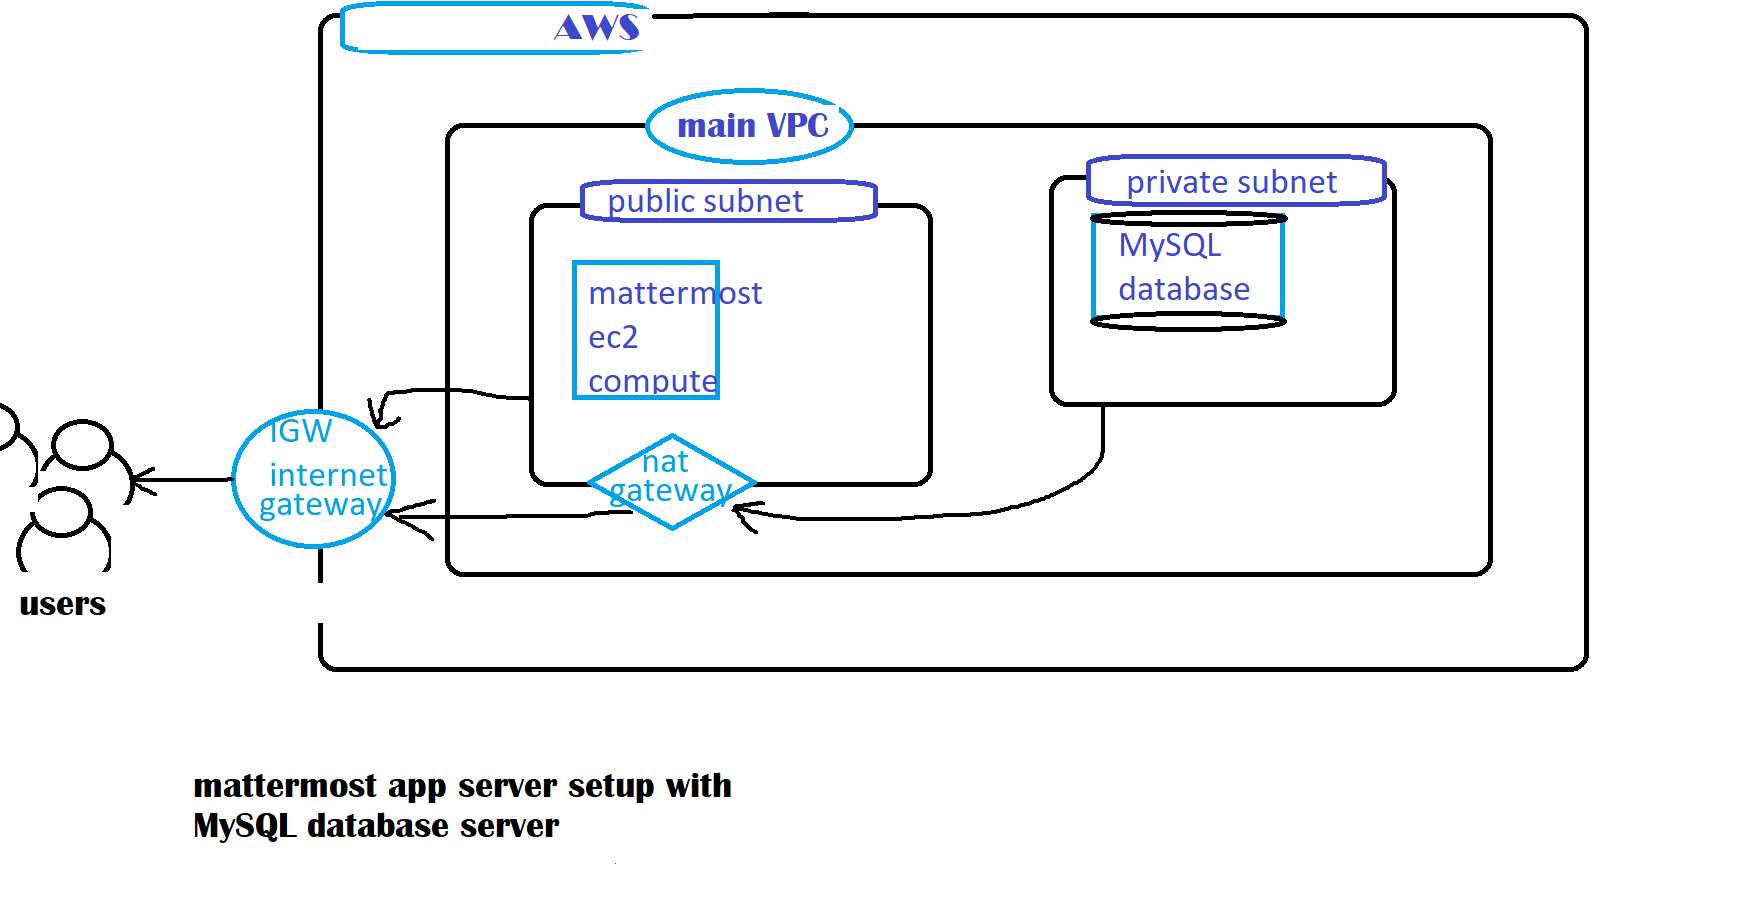 AWS
main VPC
public subnet
private subnet
MySQL
database
mattermost
ec2
compute
IGW
internet
gateway
nat
gateway
users
mattermost app server setup with
MySQL database server